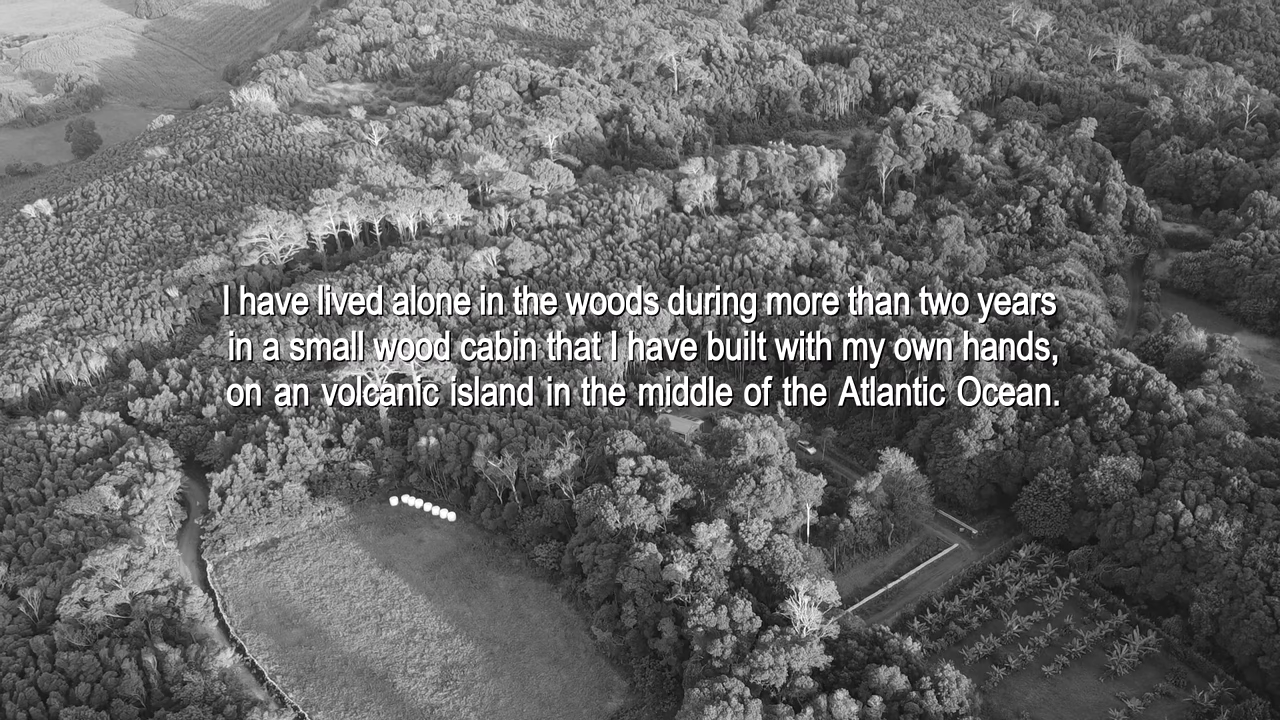 I have lived alone in the woods during more than two years
in a small wood cabin that I have built with my own hands,
on an volcanic island in the middle of the Atlantic Ocean.